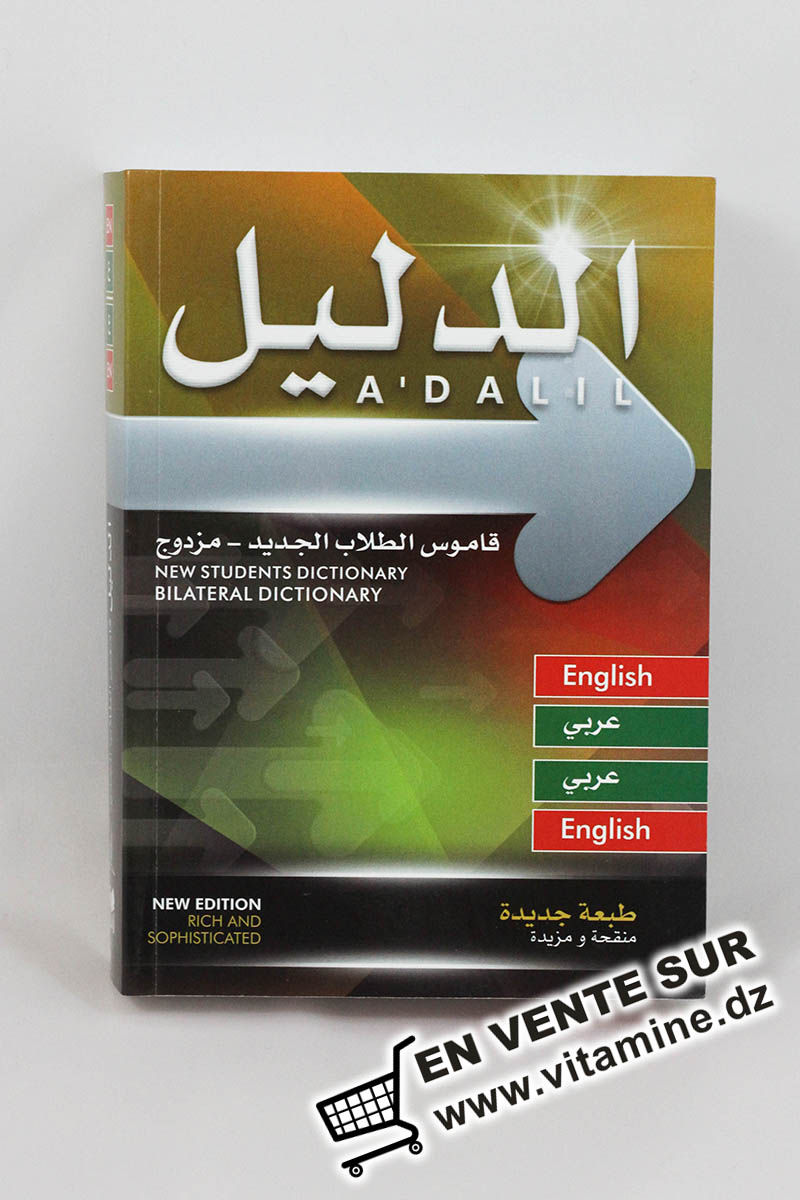 الدليل
A'DALIL
قاموس الطلاب الجديد - مزدوج
NEW STUDENTS DICTIONARY
BILATERAL DICTIONARY
English
عربي
عربي
English
NEW EDITION
RICH AND
SOPHISTICATED
طبعة جديدة
منقحة و مزيدة
EN VENTE SUR
www.vitamine.dz
الدليل